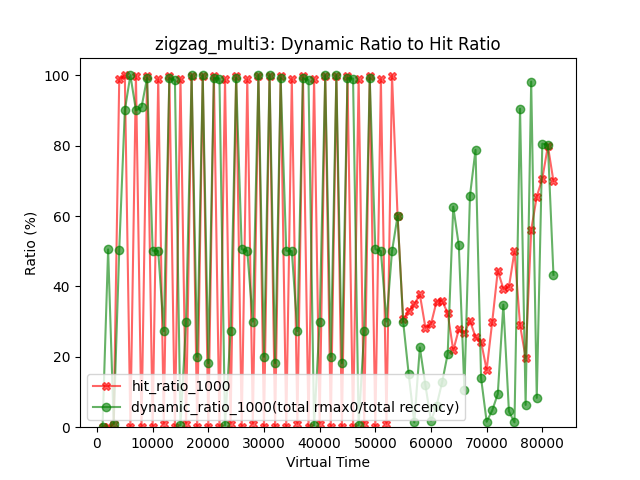 zigzag_multi3: Dynamic Ratio to Hit Ratio
100
80
60
40
20
0
Ratio (%)
hit_ratio_1000
dynamic_ratio_1000(total rmax0/total recency)
0 10000 20000 30000 40000 50000 60000 70000 80000
Virtual Time